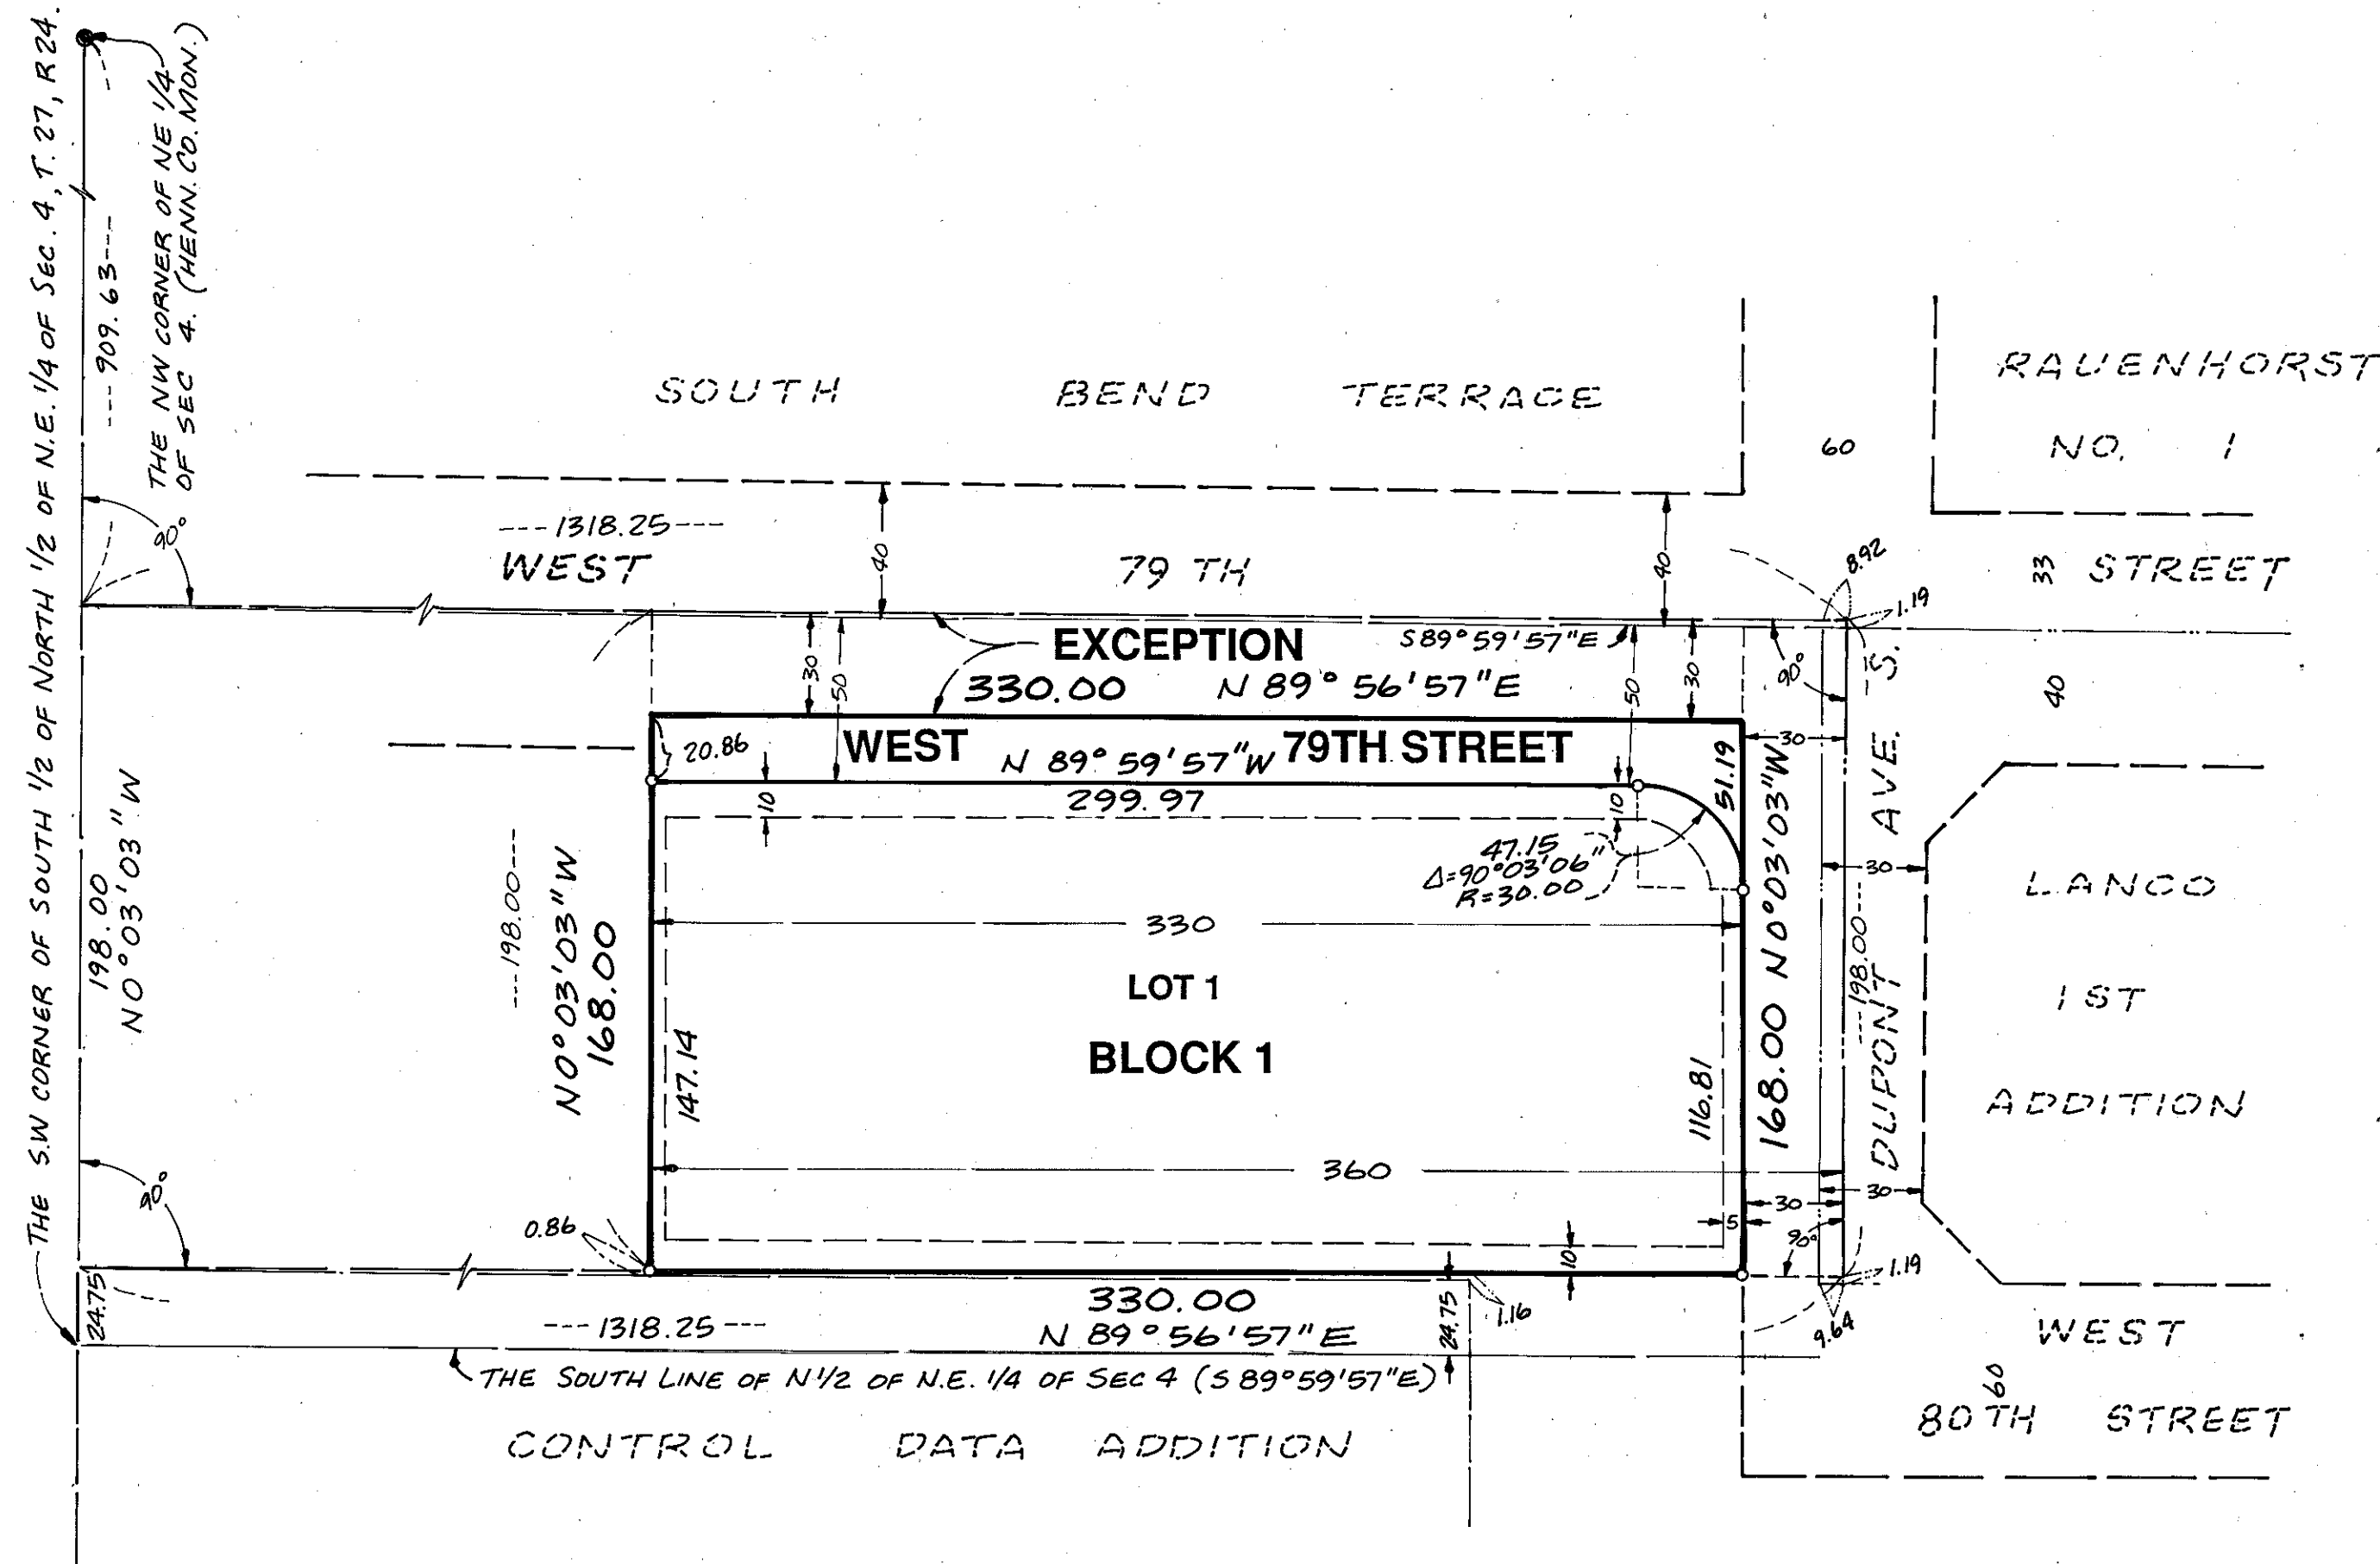 THE S.W CORNER OF SOUTH 1/2 OF NORTH 1/2 OF N.E. 1/4 OF SEC. 4, T. 27, R24.
THE NW CORNER OF NE 1/4
OF SEC 4. (HENN. CO. MON.)
---909.63---
SOUTH BEND TERRACE
RAUENHORST
NO. 1
60
90°
---1318.25---
40
40
WEST 79TH STREET
33
8.92
1.19
EXCEPTION
S89°59'57"E
330.00 N 89°56'57"E
30
50
50
30
90°
40
20.86
WEST 79TH STREET
N 89°59'57"W
299.97
10
10
51.19
30
47.15
Δ=90°03'06"
R=30.00
198.00
N0°03'03"W
---198.00---
N0°03'03"W
168.00
147.14
330
LOT 1
BLOCK 1
360
116.81
168.00 N0°03'03"W
30
---198.00---
DUPONT AVE. S.
30
30
LANCO
1ST
ADDITION
90°
0.86
5
10
90°
1.19
24.75
330.00
N 89°56'57"E
---1318.25---
24.75
1.16
9.64
THE SOUTH LINE OF N1/2 OF N.E. 1/4 OF SEC 4 (S89°59'57"E)
WEST
60
80TH STREET
CONTROL DATA ADDITION